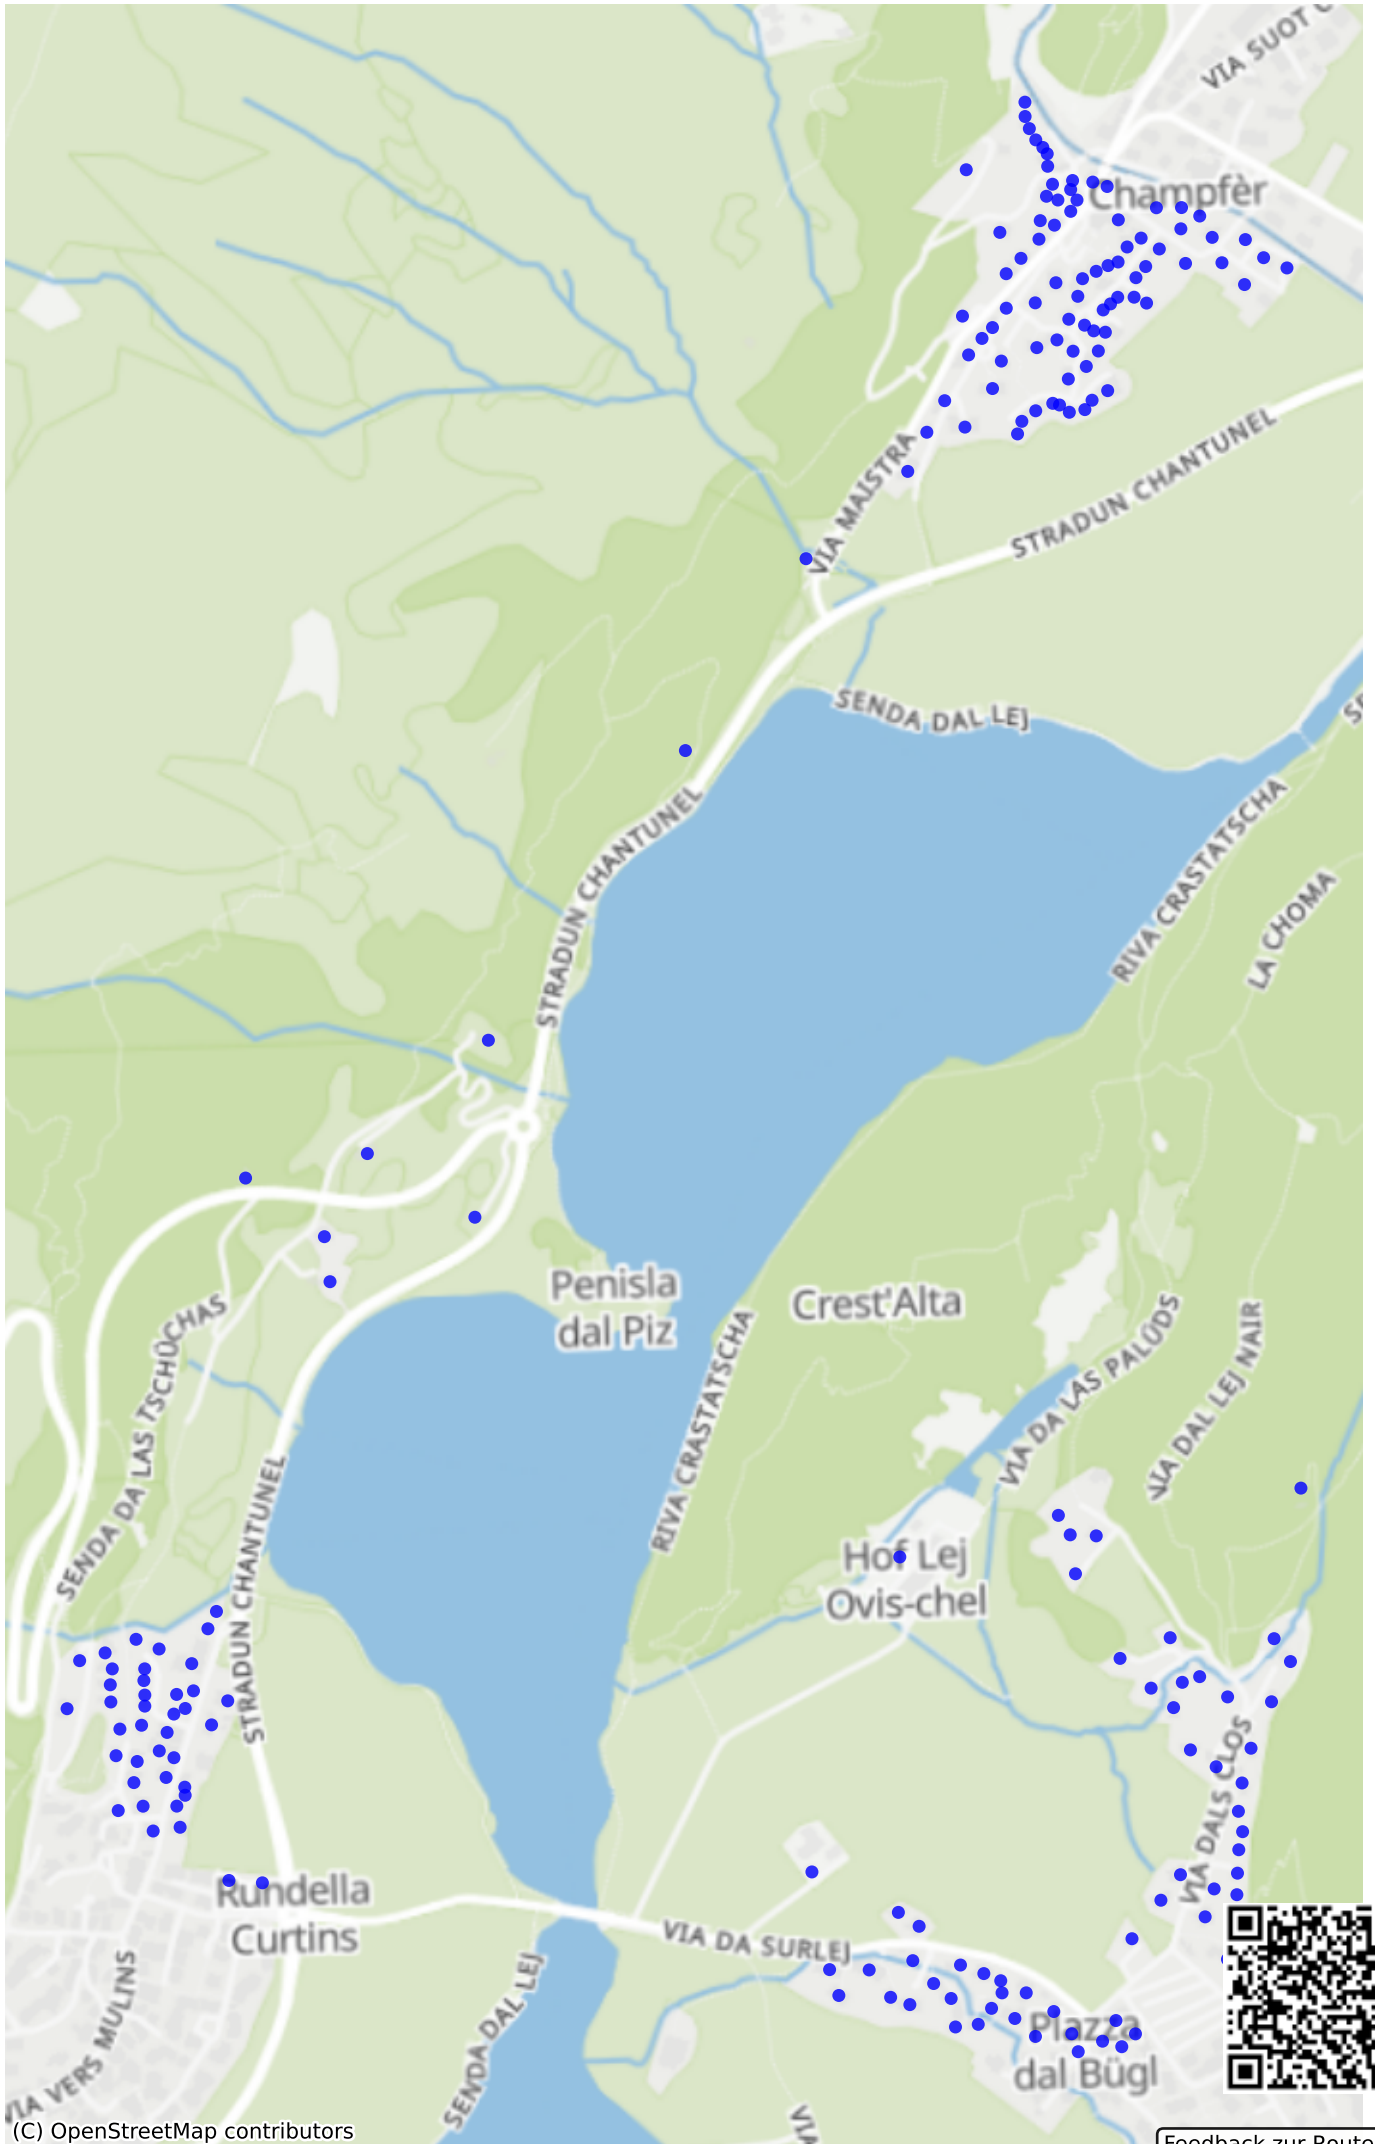 VIA SUOT
Champfèr
VIA MAISTRA
STRADUN CHANTUNEL
SENDA DAL LEJ
STRADUN CHANTUNEL
RIVA CRASTATSCHA
LA CHOMA
Penisla
dal Piz
Crest'Alta
SENDA DA LAS TSCHÜCHAS
RIVA CRASTATSCHA
VIA DA LAS PALÜDS
VIA DAL LEJ NAIR
STRADUN CHANTUNEL
Hof Lej
Ovis-chel
VIA DALS CLOS
Rundella
Curtins
VIA DA SURLEJ
VIA VERS MULINS
SENDA DAL LEJ
Plazza
dal Bügl
VIA
(C) OpenStreetMap contributors
Feedback zur Route